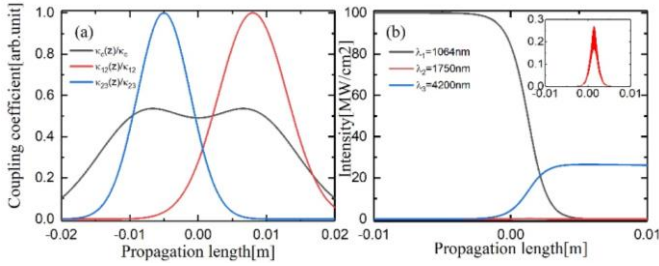 (a)
Coupling coefficient[arb.unit]
1.0
0.8
0.6
0.4
0.2
0.0
κc(z)/κc
κ12(z)/κ12
κ23(z)/κ23
-0.02
-0.01
0.00
0.01
0.02
Propagation length[m]
(b)
Intensity[MW/cm2]
100
80
60
40
20
0
λ1=1064nm
λ2=1750nm
λ3=4200nm
0.3
0.2
0.1
0.0
-0.01
0.00
0.01
-0.01
0.00
0.01
Propagation length[m]